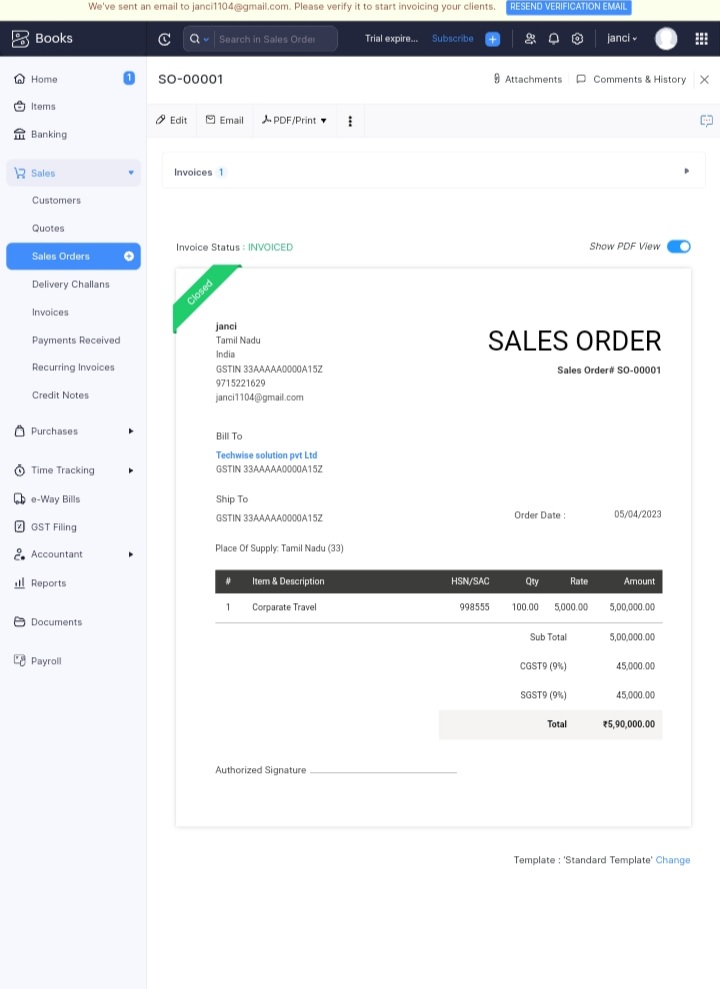 We've sent an email to janci1104@gmail.com. Please verify it to start invoicing your clients. RESEND VERIFICATION EMAIL
Books
Search in Sales Order
Trial expire... Subscribe
janci
Home 1
Items
Banking
Sales
Customers
Quotes
Sales Orders
Delivery Challans
Invoices
Payments Received
Recurring Invoices
Credit Notes
Purchases
Time Tracking
e-Way Bills
GST Filing
Accountant
Reports
Documents
Payroll
SO-00001
Attachments Comments & History
Edit Email PDF/Print
Invoices 1
Invoice Status : INVOICED
Show PDF View
Closed
janci
Tamil Nadu
India
GSTIN 33AAAAA0000A15Z
9715221629
janci1104@gmail.com
SALES ORDER
Sales Order# SO-00001
Bill To
Techwise solution pvt Ltd
GSTIN 33AAAAA0000A15Z
Ship To
GSTIN 33AAAAA0000A15Z
Order Date : 05/04/2023
Place Of Supply: Tamil Nadu (33)
# Item & Description HSN/SAC Qty Rate Amount
1 Corparate Travel 998555 100.00 5,000.00 5,00,000.00
Sub Total 5,00,000.00
CGST9 (9%) 45,000.00
SGST9 (9%) 45,000.00
Total ₹5,90,000.00
Authorized Signature
Template : 'Standard Template' Change